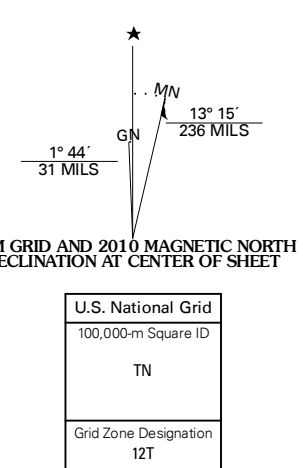 ★
MN
GN
13° 15´
236 MILS
1° 44´
31 MILS
M GRID AND 2010 MAGNETIC NORTH
ECLINATION AT CENTER OF SHEET
U.S. National Grid
100,000-m Square ID
TN
Grid Zone Designation
12T